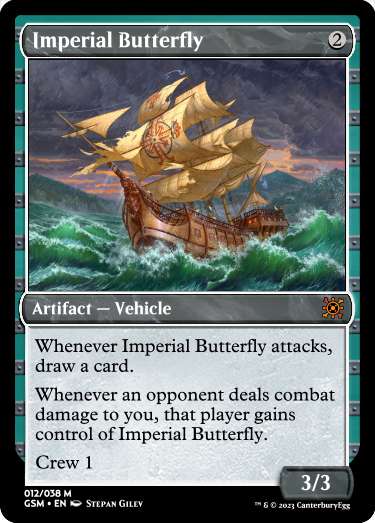 Imperial Butterfly 2
Artifact — Vehicle
Whenever Imperial Butterfly attacks,
draw a card.
Whenever an opponent deals combat
damage to you, that player gains
control of Imperial Butterfly.
Crew 1
3/3
012/038 M
GSM • EN Stepan Gilev
™ & © 2023 CanterburyEgg